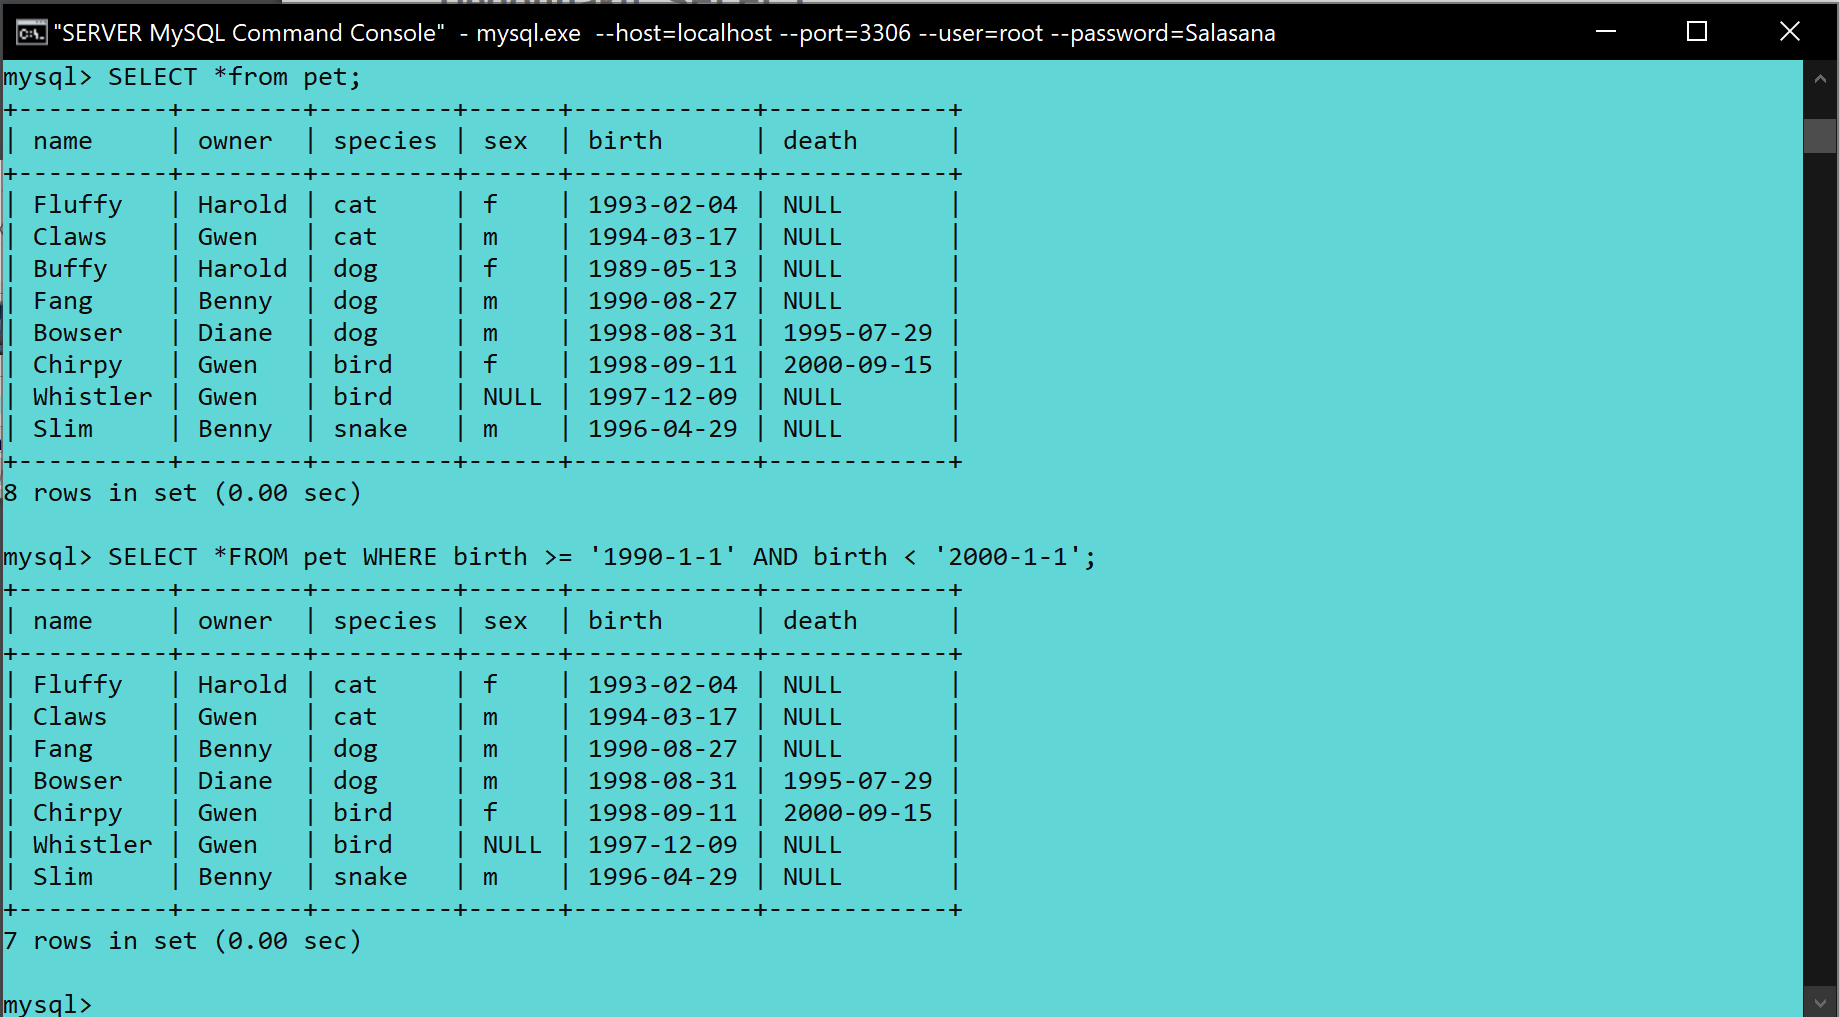 "SERVER MySQL Command Console" - mysql.exe --host=localhost --port=3306 --user=root --password=Salasana
mysql> SELECT *from pet;
+----------+--------+---------+------+------------+------------+
| name     | owner  | species | sex  | birth      | death      |
+----------+--------+---------+------+------------+------------+
| Fluffy   | Harold | cat     | f    | 1993-02-04 | NULL       |
| Claws    | Gwen   | cat     | m    | 1994-03-17 | NULL       |
| Buffy    | Harold | dog     | f    | 1989-05-13 | NULL       |
| Fang     | Benny  | dog     | m    | 1990-08-27 | NULL       |
| Bowser   | Diane  | dog     | m    | 1998-08-31 | 1995-07-29 |
| Chirpy   | Gwen   | bird    | f    | 1998-09-11 | 2000-09-15 |
| Whistler | Gwen   | bird    | NULL | 1997-12-09 | NULL       |
| Slim     | Benny  | snake   | m    | 1996-04-29 | NULL       |
+----------+--------+---------+------+------------+------------+
8 rows in set (0.00 sec)
mysql> SELECT *FROM pet WHERE birth >= '1990-1-1' AND birth < '2000-1-1';
+----------+--------+---------+------+------------+------------+
| name     | owner  | species | sex  | birth      | death      |
+----------+--------+---------+------+------------+------------+
| Fluffy   | Harold | cat     | f    | 1993-02-04 | NULL       |
| Claws    | Gwen   | cat     | m    | 1994-03-17 | NULL       |
| Fang     | Benny  | dog     | m    | 1990-08-27 | NULL       |
| Bowser   | Diane  | dog     | m    | 1998-08-31 | 1995-07-29 |
| Chirpy   | Gwen   | bird    | f    | 1998-09-11 | 2000-09-15 |
| Whistler | Gwen   | bird    | NULL | 1997-12-09 | NULL       |
| Slim     | Benny  | snake   | m    | 1996-04-29 | NULL       |
+----------+--------+---------+------+------------+------------+
7 rows in set (0.00 sec)
mysql>